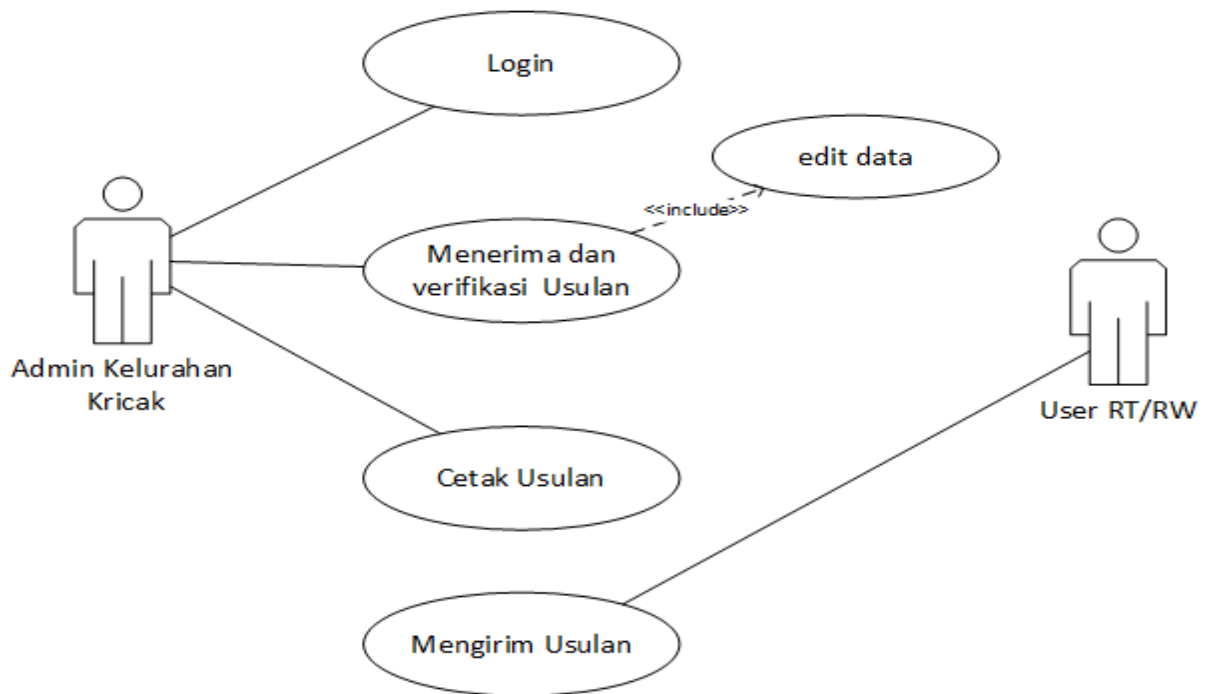 Login
edit data
<<include>>
Menerima dan
verifikasi Usulan
Admin Kelurahan
Kricak
User RT/RW
Cetak Usulan
Mengirim Usulan